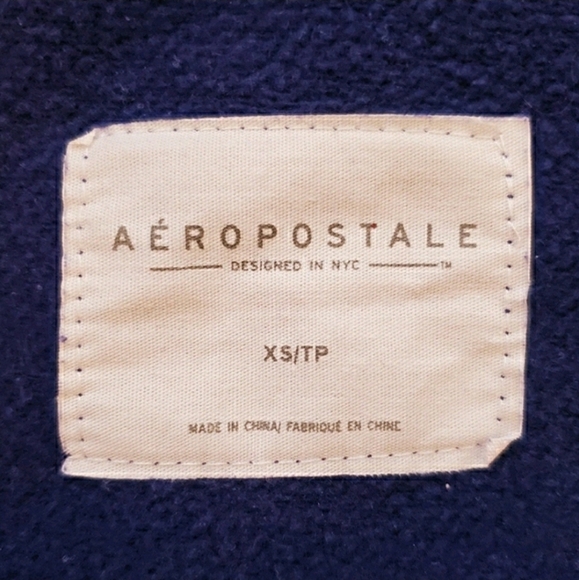 AÉROPOSTALE
DESIGNED IN NYC ™
XS/TP
MADE IN CHINA/ FABRIQUÉ EN CHINE